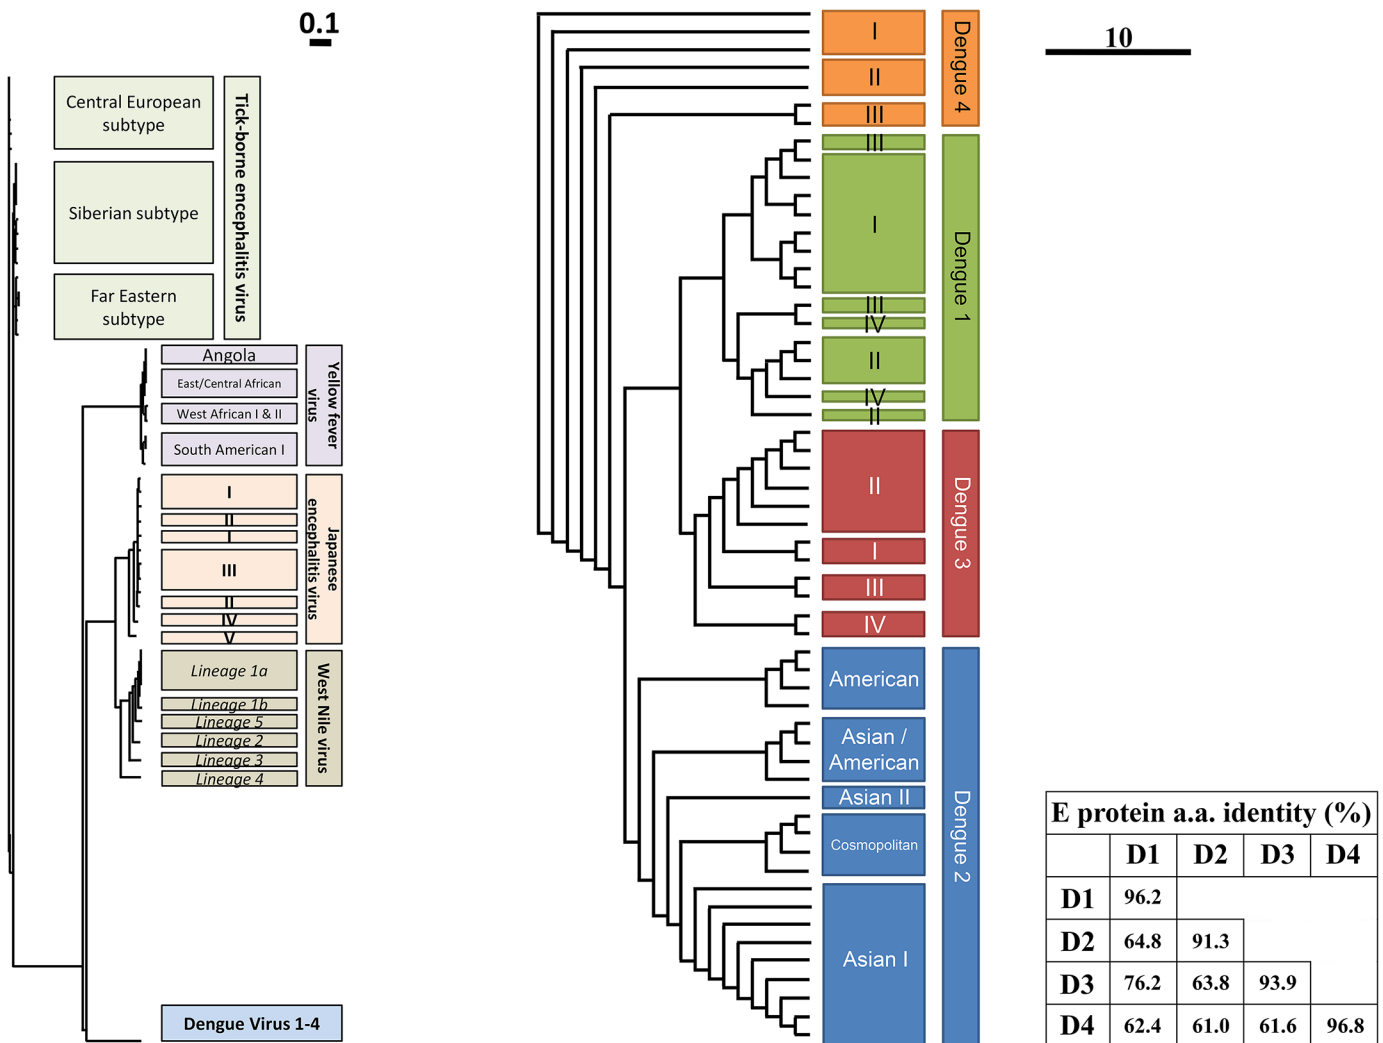 0.1
Central European
subtype
Siberian subtype
Far Eastern
subtype
Tick-borne encephalitis virus
Angola
East/Central African
West African I & II
South American I
Yellow fever
virus
I
II
I
III
II
IV
V
Japanese
encephalitis virus
Lineage 1a
Lineage 1b
Lineage 5
Lineage 2
Lineage 3
Lineage 4
West Nile virus
Dengue Virus 1-4
I
II
III
Dengue 4
III
I
III
IV
II
IV
II
Dengue 1
II
I
III
IV
Dengue 3
American
Asian /
American
Asian II
Cosmopolitan
Asian I
Dengue 2
10
E protein a.a. identity (%)
D1 D2 D3 D4
D1 96.2
D2 64.8 91.3
D3 76.2 63.8 93.9
D4 62.4 61.0 61.6 96.8